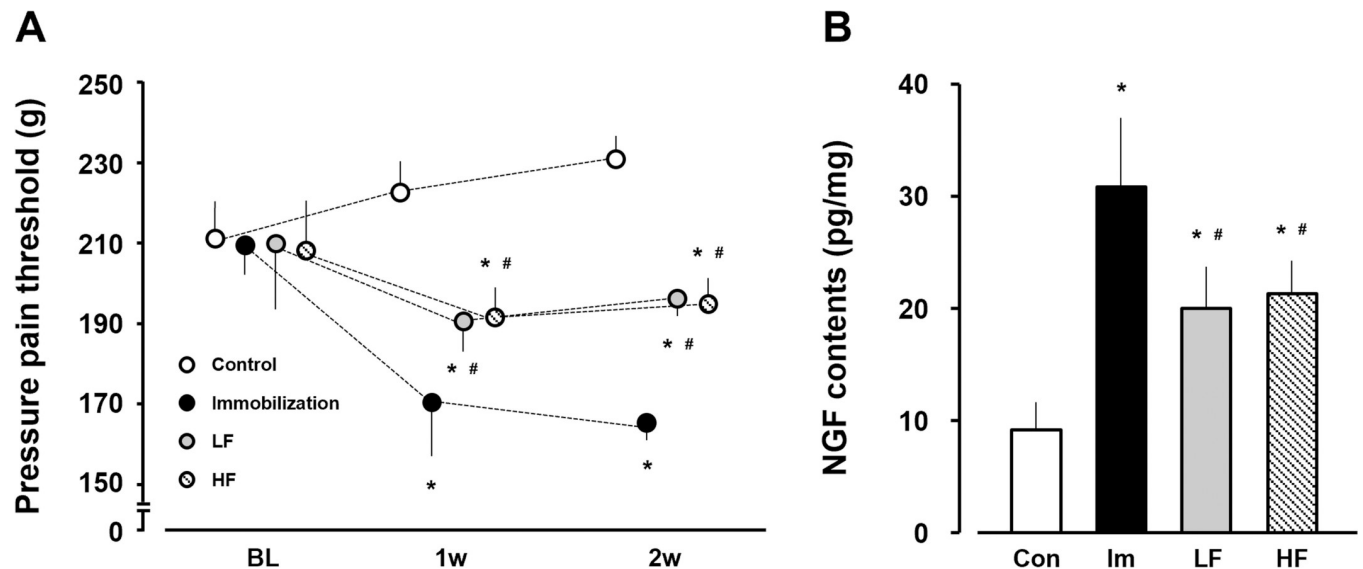 A
Pressure pain threshold (g)
250
230
210
190
170
150
0
* #
* #
* #
* #
*
*
Control
Immobilization
LF
HF
BL 1w 2w
B
NGF contents (pg/mg)
40
30
20
10
0
*
* #
* #
Con Im LF HF